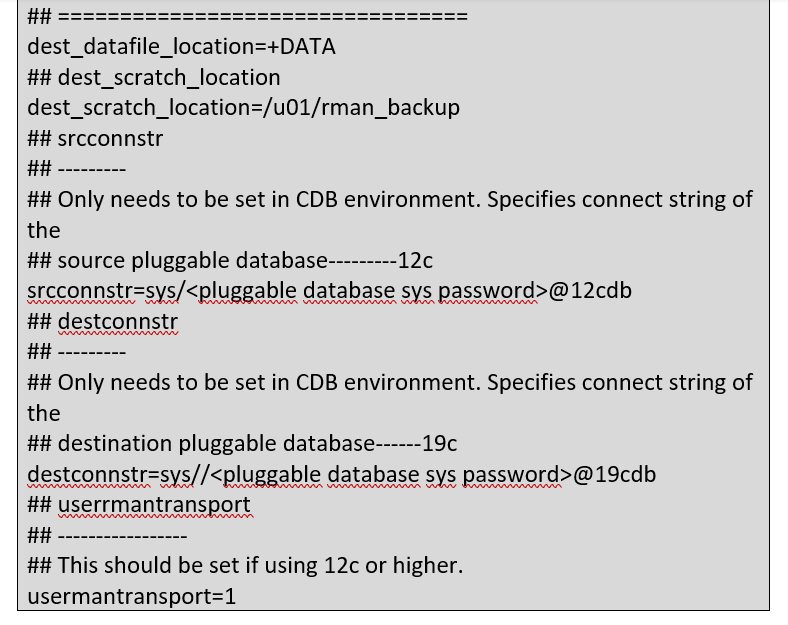 ## =================================
dest_datafile_location=+DATA
## dest_scratch_location
dest_scratch_location=/u01/rman_backup
## srcconnstr
## ---------
## Only needs to be set in CDB environment. Specifies connect string of
the
## source pluggable database---------12c
srcconnstr=sys/<pluggable database sys password>@12cdb
## destconnstr
## ---------
## Only needs to be set in CDB environment. Specifies connect string of
the
## destination pluggable database------19c
destconnstr=sys//<pluggable database sys password>@19cdb
## userrmantransport
## -----------------
## This should be set if using 12c or higher.
usermantransport=1